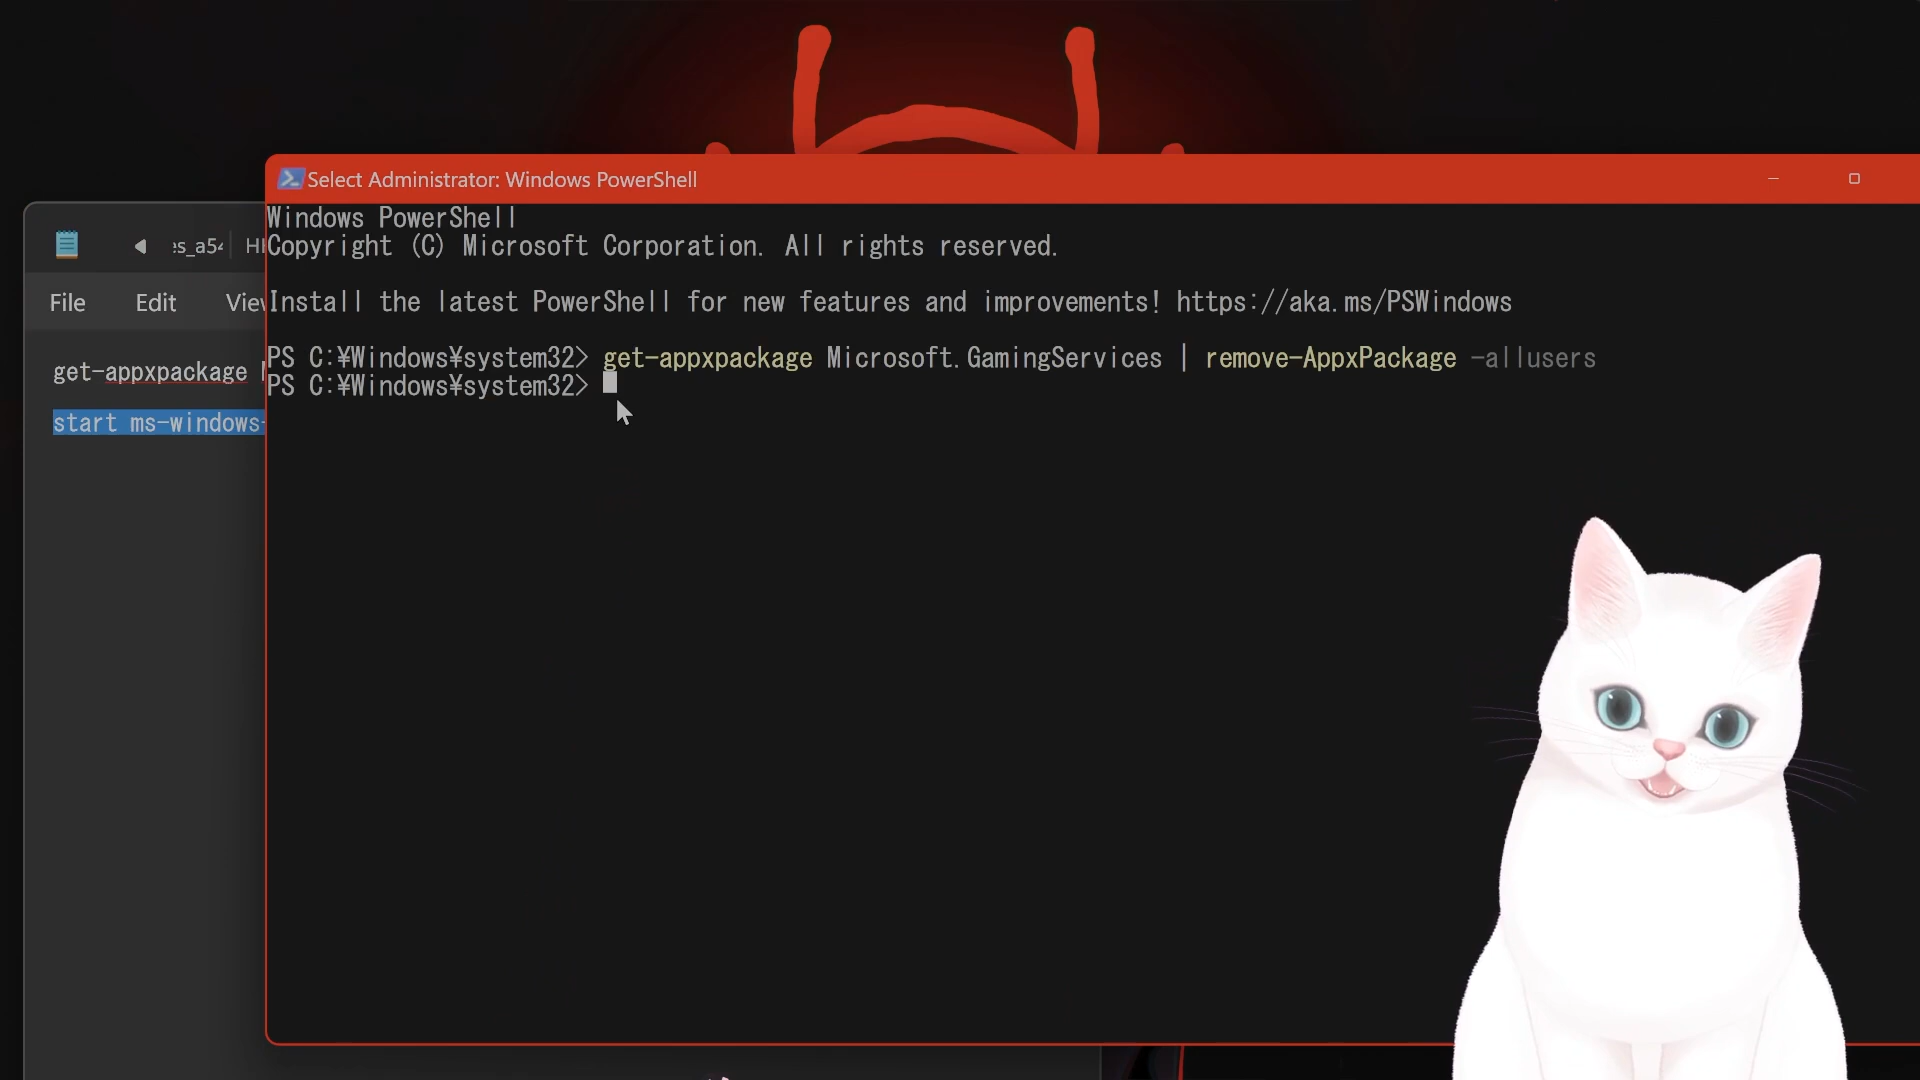 Select Administrator: Windows PowerShell
Windows PowerShell
Copyright (C) Microsoft Corporation. All rights reserved.
Install the latest PowerShell for new features and improvements! https://aka.ms/PSWindows
PS C:¥Windows¥system32> get-appxpackage Microsoft.GamingServices | remove-AppxPackage -allusers
PS C:¥Windows¥system32>
es_a54
File Edit View
get-appxpackage
start ms-windows-